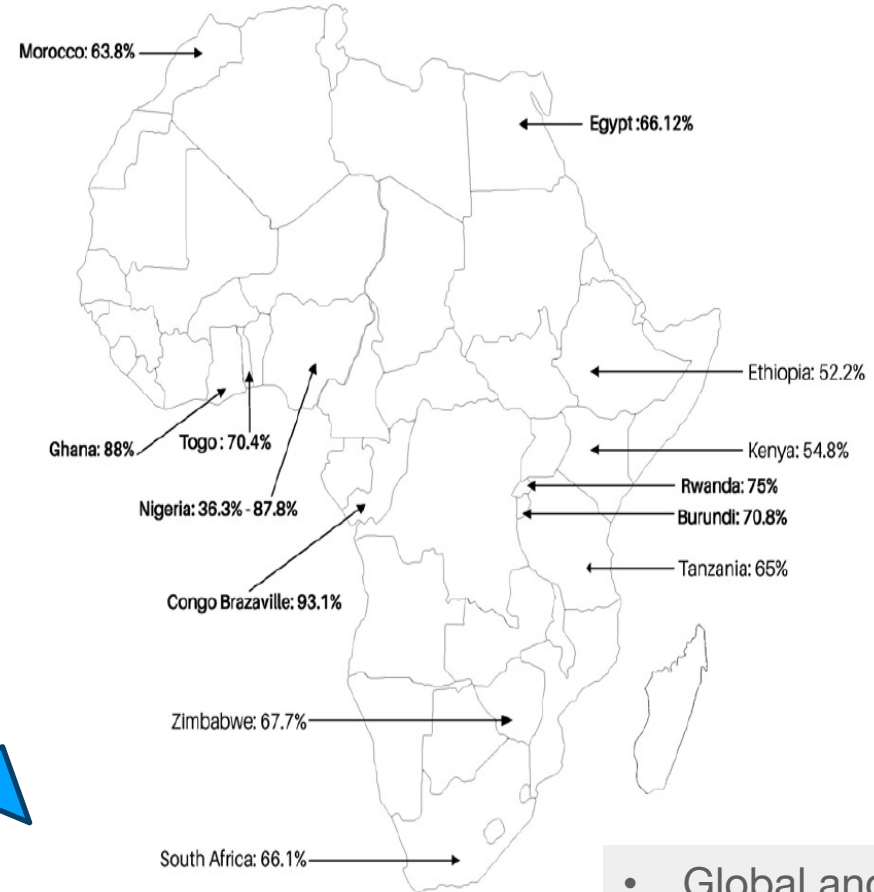 Morocco: 63.8%
Egypt :66.12%
Ethiopia: 52.2%
Ghana: 88%
Togo : 70.4%
Kenya: 54.8%
Rwanda: 75%
Nigeria: 36.3% - 87.8%
Burundi: 70.8%
Tanzania: 65%
Congo Brazaville: 93.1%
Zimbabwe: 67.7%
South Africa: 66.1%
• Global and